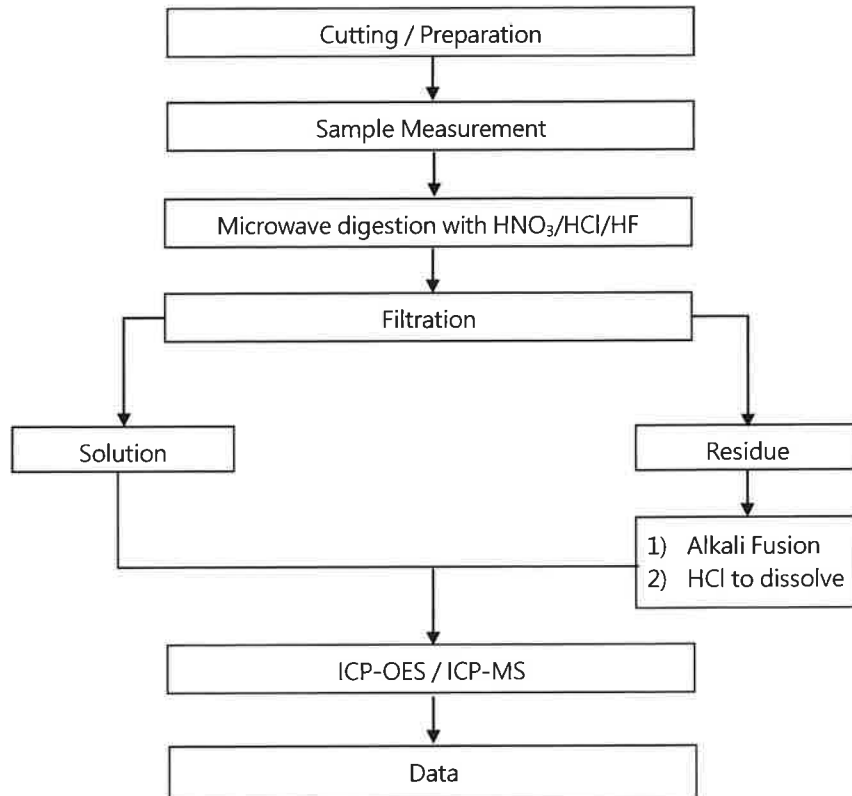 Cutting / Preparation
Sample Measurement
Microwave digestion with HNO₃/HCl/HF
Filtration
Solution
Residue
1) Alkali Fusion
2) HCl to dissolve
ICP-OES / ICP-MS
Data